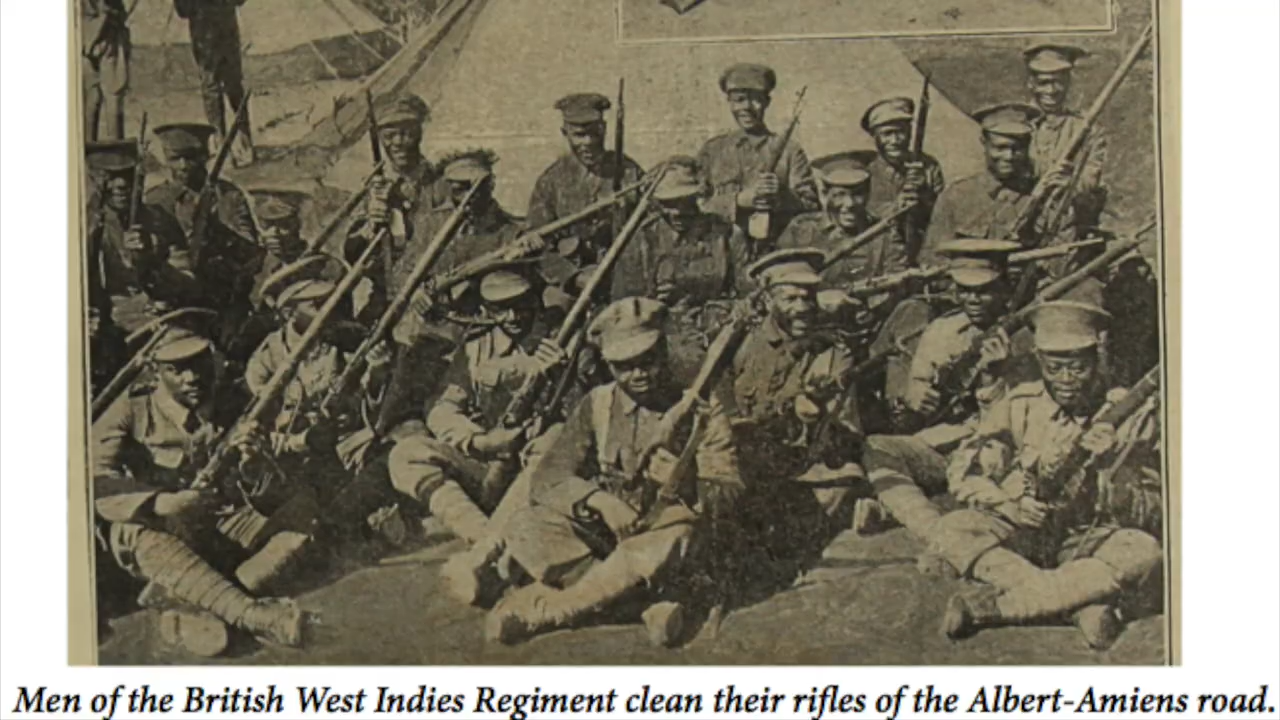 Men of the British West Indies Regiment clean their rifles of the Albert-Amiens road.